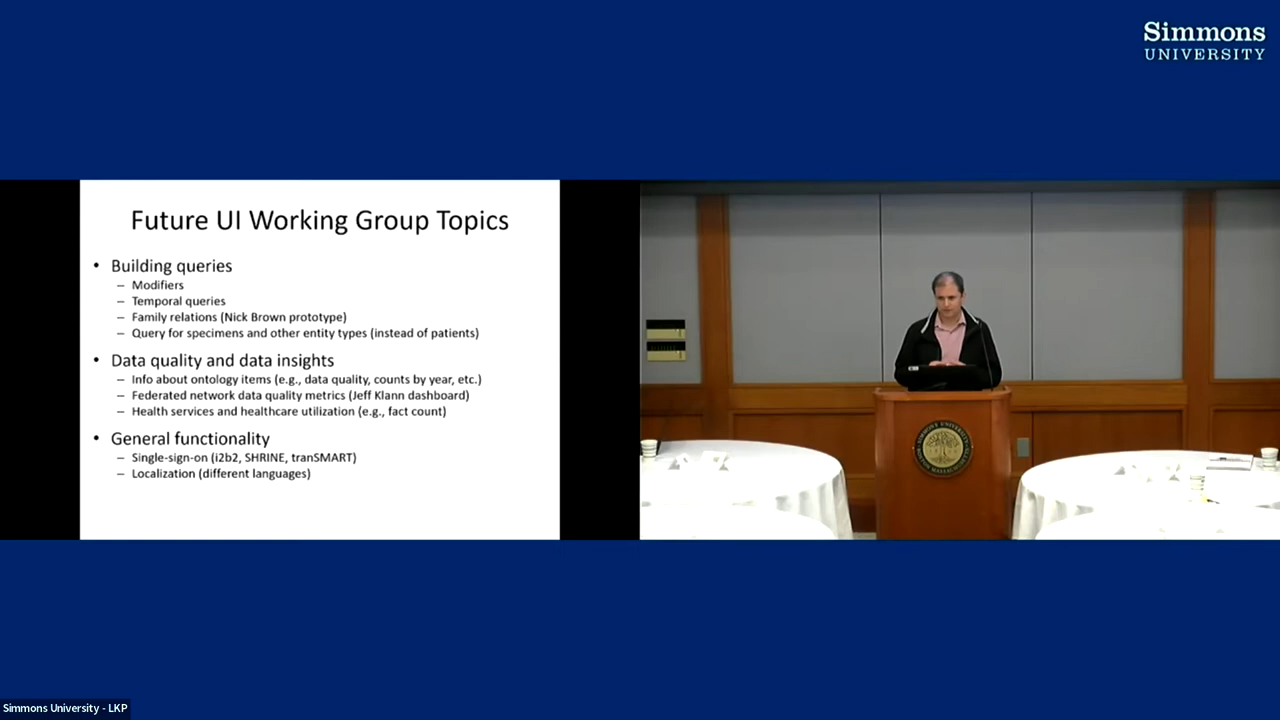 Simmons
UNIVERSITY
Future UI Working Group Topics
• Building queries
– Modifiers
– Temporal queries
– Family relations (Nick Brown prototype)
– Query for specimens and other entity types (instead of patients)
• Data quality and data insights
– Info about ontology items (e.g., data quality, counts by year, etc.)
– Federated network data quality metrics (Jeff Klann dashboard)
– Health services and healthcare utilization (e.g., fact count)
• General functionality
– Single-sign-on (i2b2, SHRINE, tranSMART)
– Localization (different languages)
Simmons University - LKP